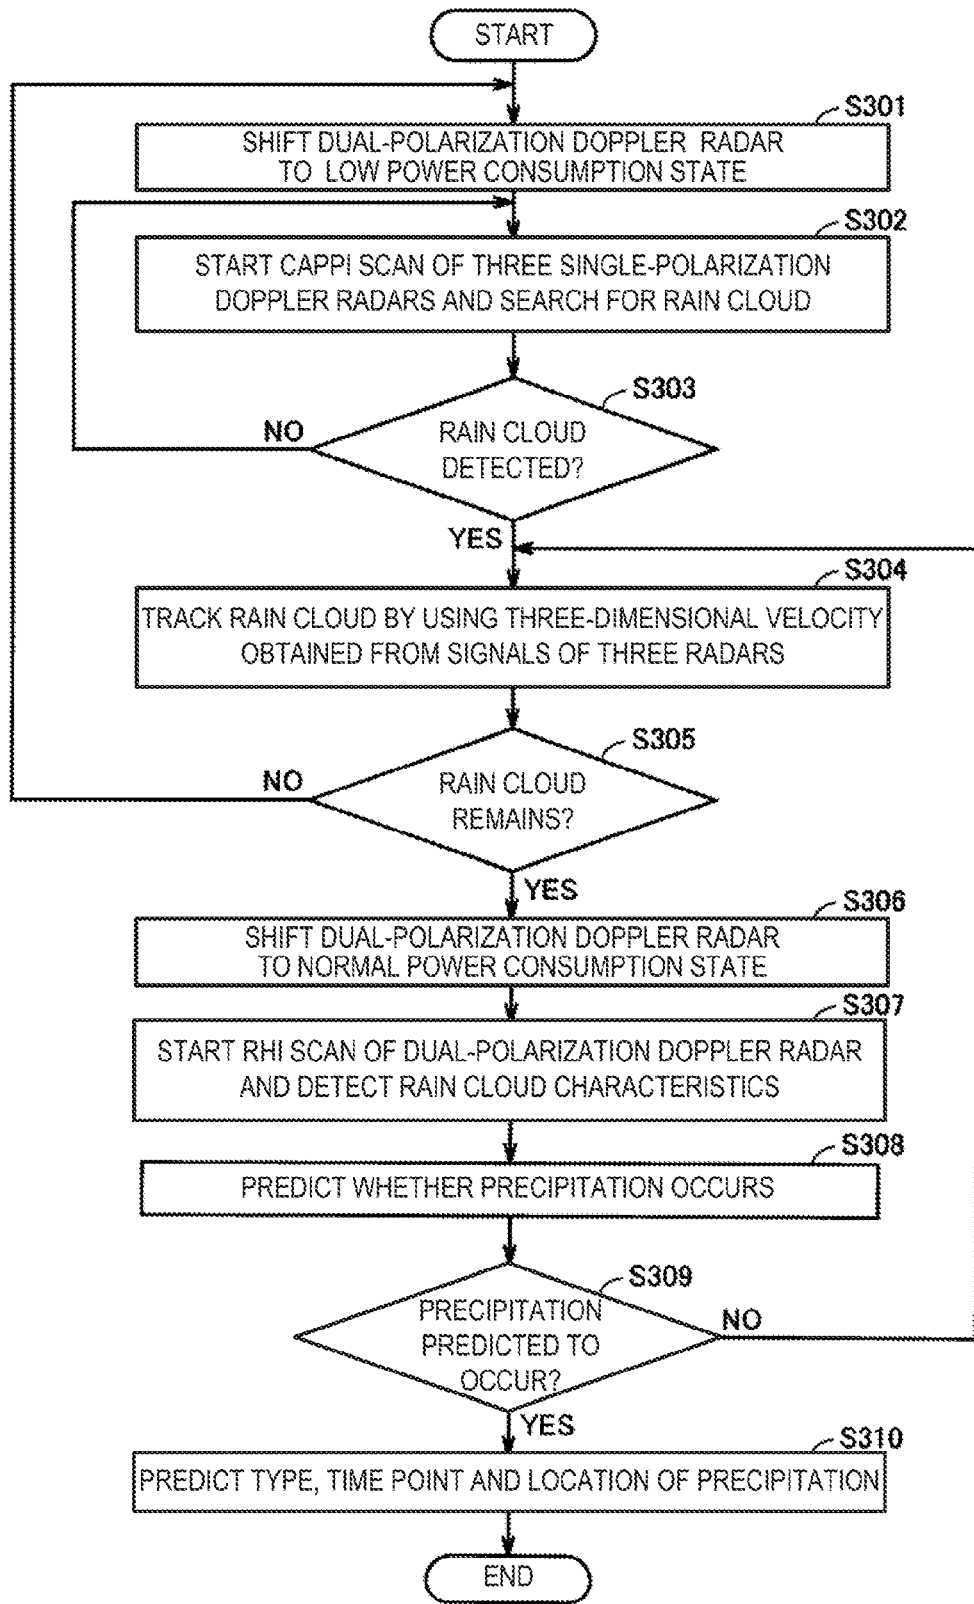 START
S301
SHIFT DUAL-POLARIZATION DOPPLER RADAR
TO LOW POWER CONSUMPTION STATE
S302
START CAPPI SCAN OF THREE SINGLE-POLARIZATION
DOPPLER RADARS AND SEARCH FOR RAIN CLOUD
S303
NO
RAIN CLOUD
DETECTED?
YES
S304
TRACK RAIN CLOUD BY USING THREE-DIMENSIONAL VELOCITY
OBTAINED FROM SIGNALS OF THREE RADARS
S305
NO
RAIN CLOUD
REMAINS?
YES
S306
SHIFT DUAL-POLARIZATION DOPPLER RADAR
TO NORMAL POWER CONSUMPTION STATE
S307
START RHI SCAN OF DUAL-POLARIZATION DOPPLER RADAR
AND DETECT RAIN CLOUD CHARACTERISTICS
S308
PREDICT WHETHER PRECIPITATION OCCURS
S309
PRECIPITATION
PREDICTED TO
OCCUR?
NO
YES
S310
PREDICT TYPE, TIME POINT AND LOCATION OF PRECIPITATION
END